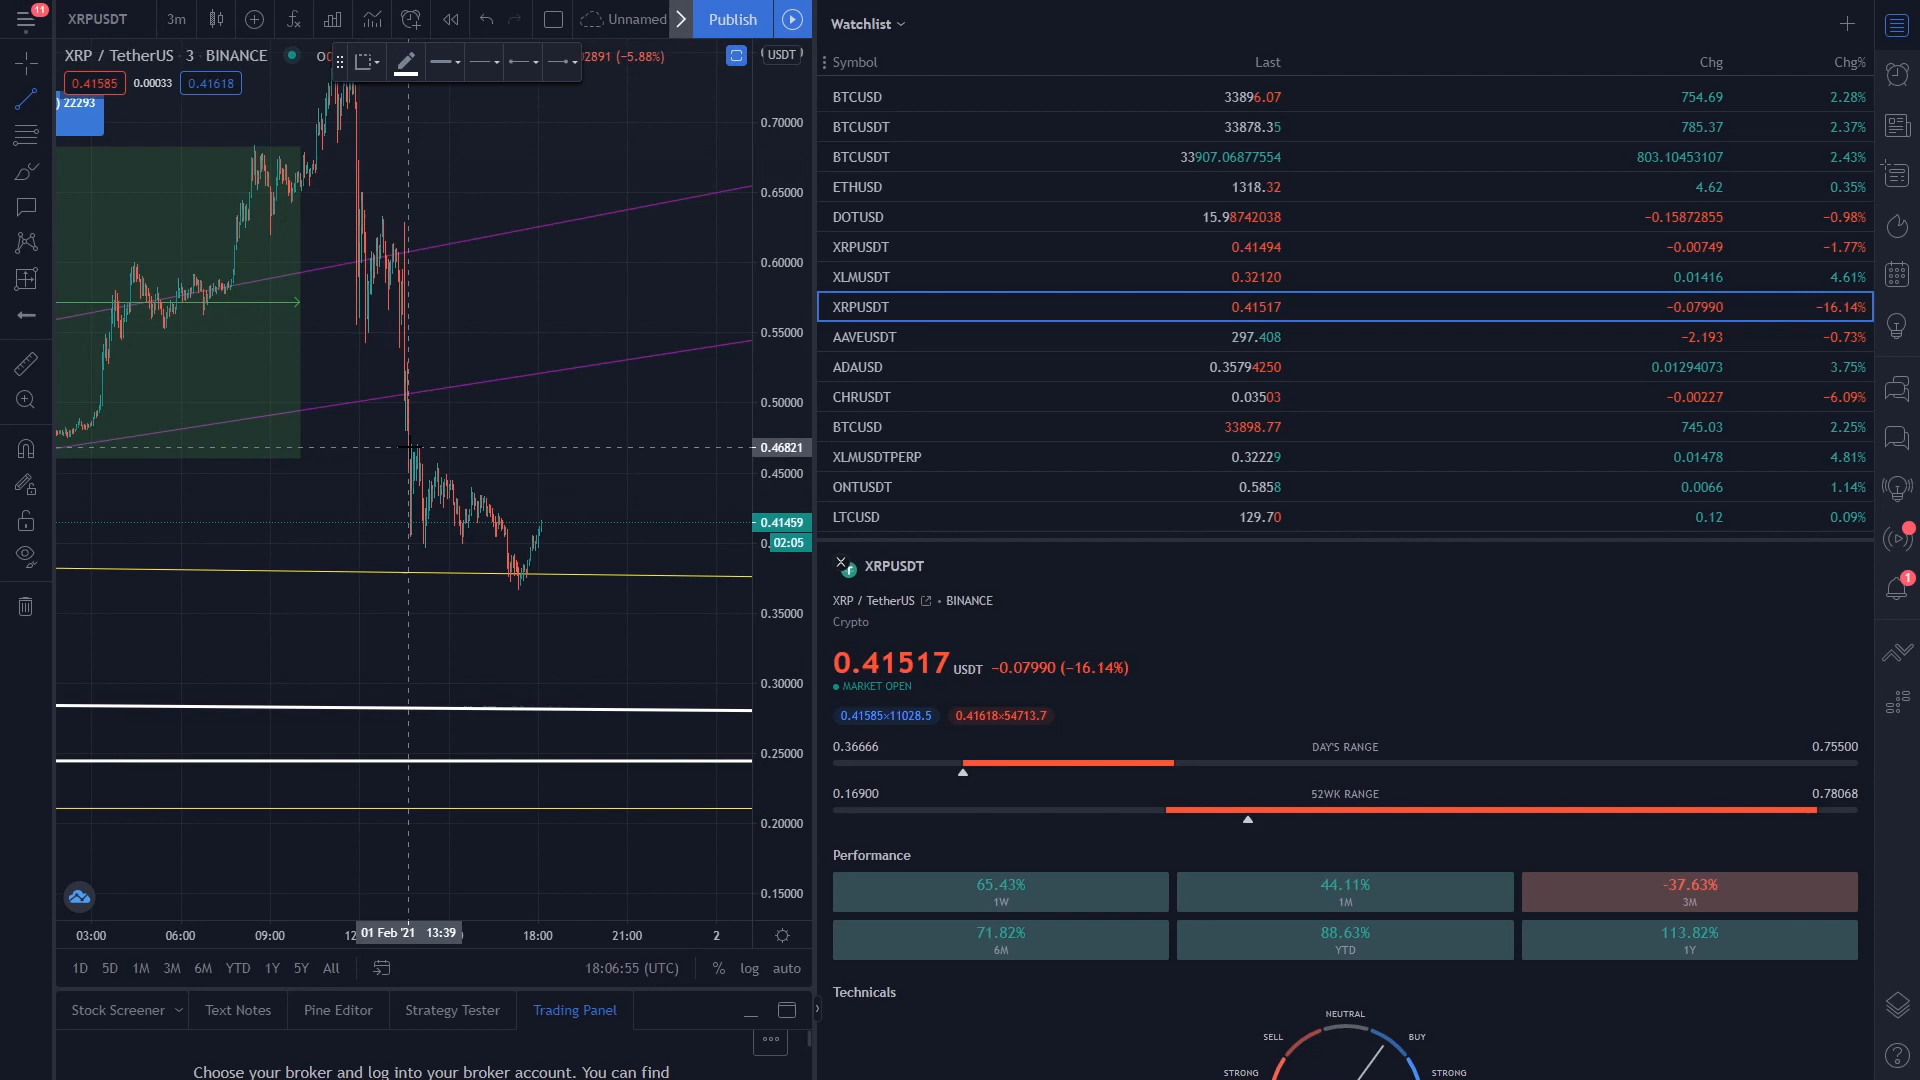 11
XRPUSDT
3m
Unnamed
Publish
XRP / TetherUS · 3 · BINANCE
02891 (−5.88%)
USDT
0.41585
0.00033
0.41618
) 22293
0.70000
0.65000
0.60000
0.55000
0.50000
0.46821
0.45000
0.41459
02:05
0.35000
0.30000
0.25000
0.20000
0.15000
03:00
06:00
09:00
01 Feb '21 13:39
18:00
21:00
2
1D 5D 1M 3M 6M YTD 1Y 5Y All
18:06:55 (UTC)
% log auto
Stock Screener
Text Notes
Pine Editor
Strategy Tester
Trading Panel
Choose your broker and log into your broker account. You can find
Watchlist
Symbol Last Chg Chg%
BTCUSD 33896.07 754.69 2.28%
BTCUSDT 33878.35 785.37 2.37%
BTCUSDT 33907.06877554 803.10453107 2.43%
ETHUSD 1318.32 4.62 0.35%
DOTUSD 15.98742038 −0.15872855 −0.98%
XRPUSDT 0.41494 −0.00749 −1.77%
XLMUSDT 0.32120 0.01416 4.61%
XRPUSDT 0.41517 −0.07990 −16.14%
AAVEUSDT 297.408 −2.193 −0.73%
ADAUSD 0.35794250 0.01294073 3.75%
CHRUSDT 0.03503 −0.00227 −6.09%
BTCUSD 33898.77 745.03 2.25%
XLMUSDTPERP 0.32229 0.01478 4.81%
ONTUSDT 0.5858 0.0066 1.14%
LTCUSD 129.70 0.12 0.09%
XRPUSDT
XRP / TetherUS • BINANCE
Crypto
0.41517 USDT −0.07990 (−16.14%)
MARKET OPEN
0.41585×11028.5 0.41618×54713.7
0.36666 DAY'S RANGE 0.75500
0.16900 52WK RANGE 0.78068
Performance
65.43% 44.11% -37.63%
1W 1M 3M
71.82% 88.63% 113.82%
6M YTD 1Y
Technicals
NEUTRAL
SELL BUY
STRONG STRONG
1